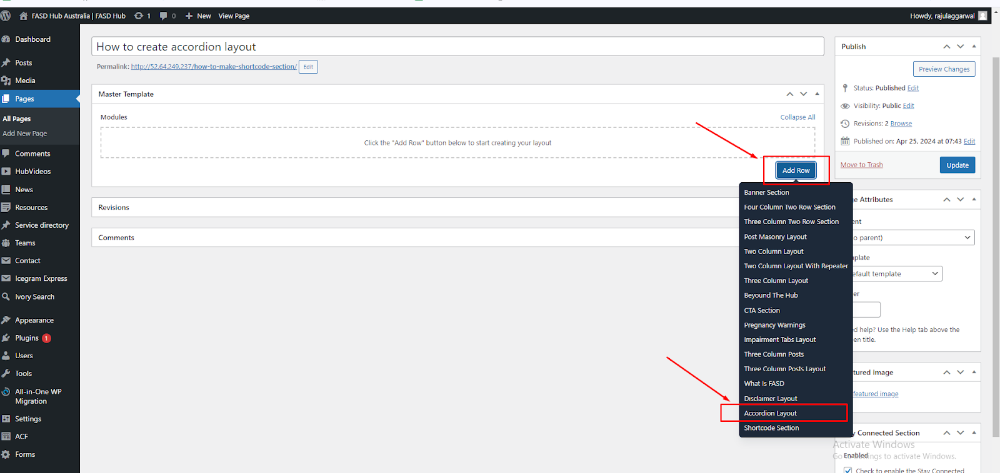 FASD Hub Australia | FASD Hub 1 0 New View Page Howdy, rajulaggarwal
Dashboard
Posts
Media
Pages
All Pages
Add New Page
Comments
HubVideos
News
Resources
Service directory
Teams
Contact
Icegram Express
Ivory Search
Appearance
Plugins 1
Users
Tools
All-in-One WP
Migration
Settings
ACF
Forms
How to create accordion layout
Permalink: http://52.64.249.237/how-to-make-shortcode-section/ Edit
Master Template
Modules Collapse All
Click the "Add Row" button below to start creating your layout
Add Row
Banner Section
Four Column Two Row Section
Three Column Two Row Section
Post Masonry Layout
Two Column Layout
Two Column Layout With Repeater
Three Column Layout
Beyound The Hub
CTA Section
Pregnancy Warnings
Impairment Tabs Layout
Three Column Posts
Three Column Posts Layout
What Is FASD
Disclaimer Layout
Accordion Layout
Shortcode Section
Revisions
Comments
Publish
Preview Changes
Status: Published Edit
Visibility: Public Edit
Revisions: 2 Browse
Published on: Apr 25, 2024 at 07:43 Edit
Move to Trash Update
Attributes
parent)
template
Help? Use the Help tab above the
title.
image
featured image
Connected Section
Activate Windows
Enabled
Go to Settings to activate Windows.
Check to enable the Stay Connected